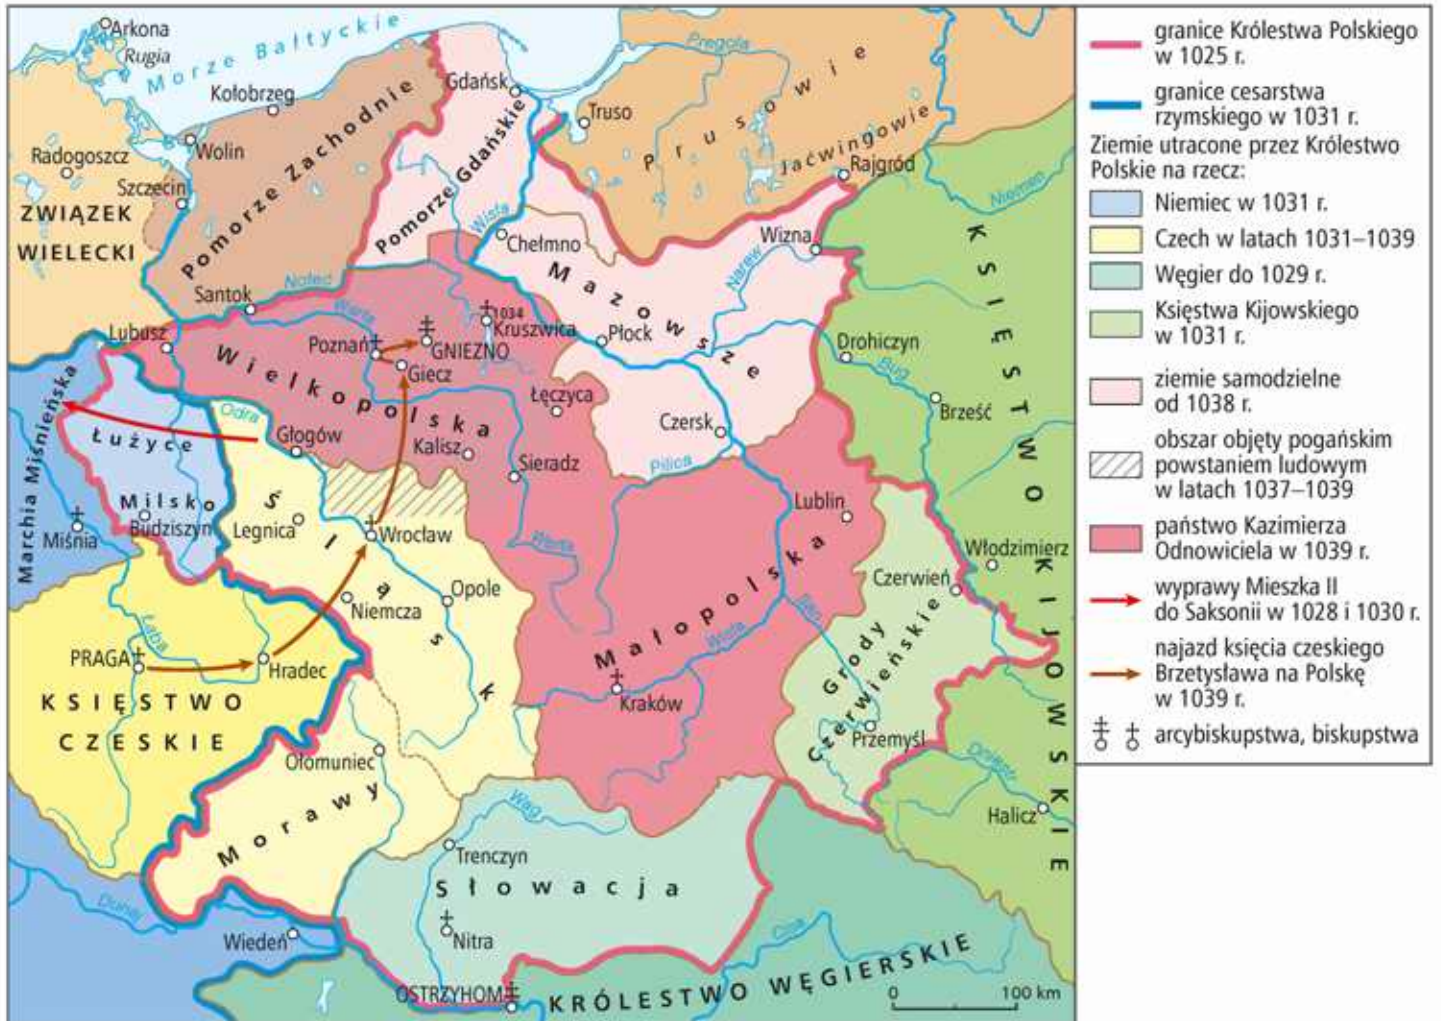 Arkona
Rugia
Morze Bałtyckie
Kołobrzeg
Gdańsk
Pregoła
Truso
Prusowie
Jaćwingowie
Rajgród
Niemen
Wolin
Radogoszcz
Szczecin
ZWIĄZEK
WIELECKI
Pomorze Zachodnie
Pomorze Gdańskie
Wisła
Chełmno
Wizna
Narew
Mazowsze
Santok
Noteć
Warta
Lubusz
Poznań
GNIEZNO
1034
Kruszwica
Giecz
Płock
Drohiczyn
Bug
Brześć
Wielkopolska
Łęczyca
Czersk
Pilica
Marchia Miśnieńska
Odra
Łużyce
Głogów
Kalisz
Sieradz
Lublin
Milsko
Budziszyn
Miśnia
Legnica
Śląsk
Wrocław
Warta
Włodzimierz
Czerwień
Niemcza
Opole
Małopolska
San
Wisła
Grody
Czerwieńskie
Łaba
PRAGA
Hradec
Kraków
KSIĘSTWO
CZESKIE
Przemyśl
KSIĘSTWO KIJOWSKIE
Ołomuniec
Morawy
Wag
Dniestr
Halicz
Trenczyn
Słowacja
Dunaj
Wiedeń
Nitra
Cisa
OSTRZYHOM
KRÓLESTWO WĘGIERSKIE
0 100 km
granice Królestwa Polskiego
w 1025 r.
granice cesarstwa
rzymskiego w 1031 r.
Ziemie utracone przez Królestwo
Polskie na rzecz:
Niemiec w 1031 r.
Czech w latach 1031–1039
Węgier do 1029 r.
Księstwa Kijowskiego
w 1031 r.
ziemie samodzielne
od 1038 r.
obszar objęty pogańskim
powstaniem ludowym
w latach 1037–1039
państwo Kazimierza
Odnowiciela w 1039 r.
wyprawy Mieszka II
do Saksonii w 1028 i 1030 r.
najazd księcia czeskiego
Brzetysława na Polskę
w 1039 r.
arcybiskupstwa, biskupstwa